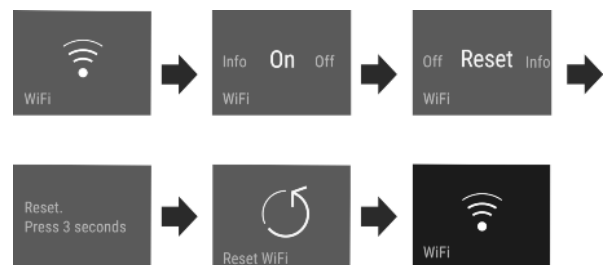 WiFi
Info On Off
WiFi
Off Reset Info
WiFi
Reset.
Press 3 seconds
Reset WiFi
WiFi